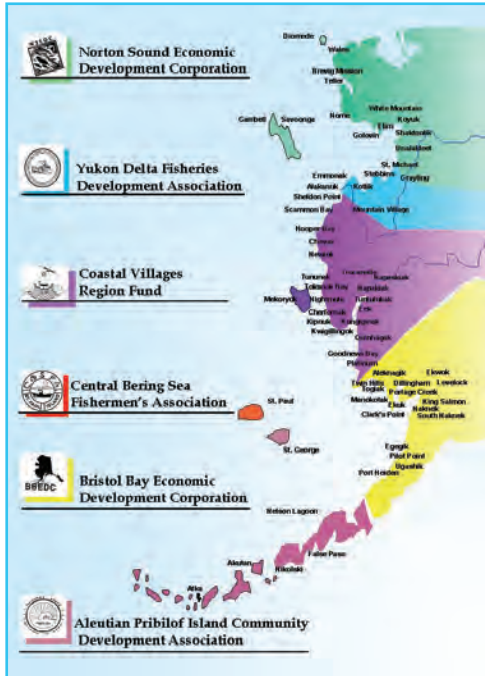 Norton Sound Economic
Development Corporation
Yukon Delta Fisheries
Development Association
Coastal Villages
Region Fund
Central Bering Sea
Fishermen's Association
BBEDC
Bristol Bay Economic
Development Corporation
Aleutian Pribilof Island Community
Development Association
Diomede
Wales
Brevig Mission
Teller
White Mountain
Nome
Elim
Koyuk
Golovin
Shaktoolik
Unalakleet
Gambell
Savoonga
St. Michael
Stebbins
Grayling
Emmonak
Alakanuk
Kotlik
Sheldon Point
Scammon Bay
Mountain Village
Hooper Bay
Chevak
Newtok
Tununak
Toksook Bay
Napakiak
Mekoryuk
Nightmute
Tuntutuliak
Eek
Chefornak
Kipnuk
Kongiganak
Kwigillingok
Goodnews Bay
Platinum
Aleknagik
Ekwok
Twin Hills
Dillingham
Levelock
Togiak
Portage Creek
Manokotak
King Salmon
Ekuk
Naknek
Clark's Point
South Naknek
St. Paul
St. George
Egegik
Pilot Point
Ugashik
Port Heiden
Nelson Lagoon
False Pass
Akutan
Nikolski
Atka